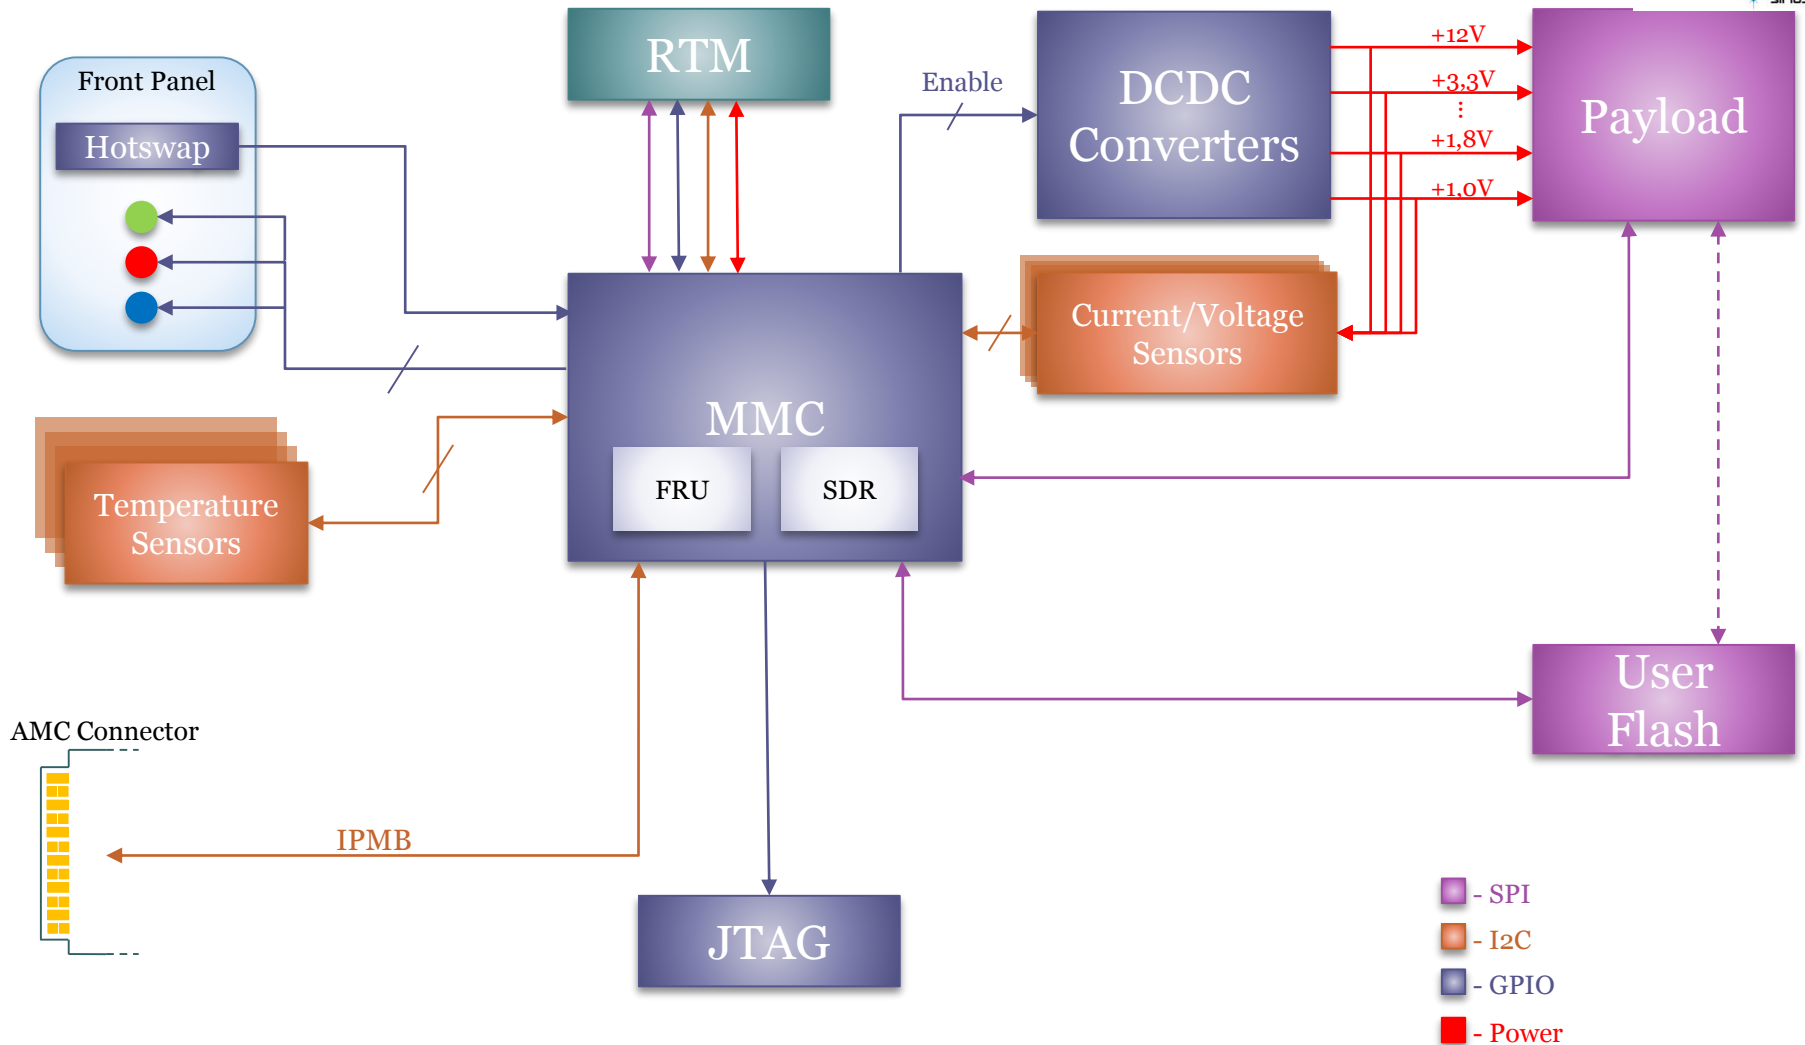 RTM
Front Panel
Hotswap
Enable
DCDC
Converters
+12V
+3,3V
...
+1,8V
+1,0V
Payload
Current/Voltage
Sensors
MMC
FRU
SDR
Temperature
Sensors
User
Flash
AMC Connector
IPMB
JTAG
- SPI
- I2C
- GPIO
- Power